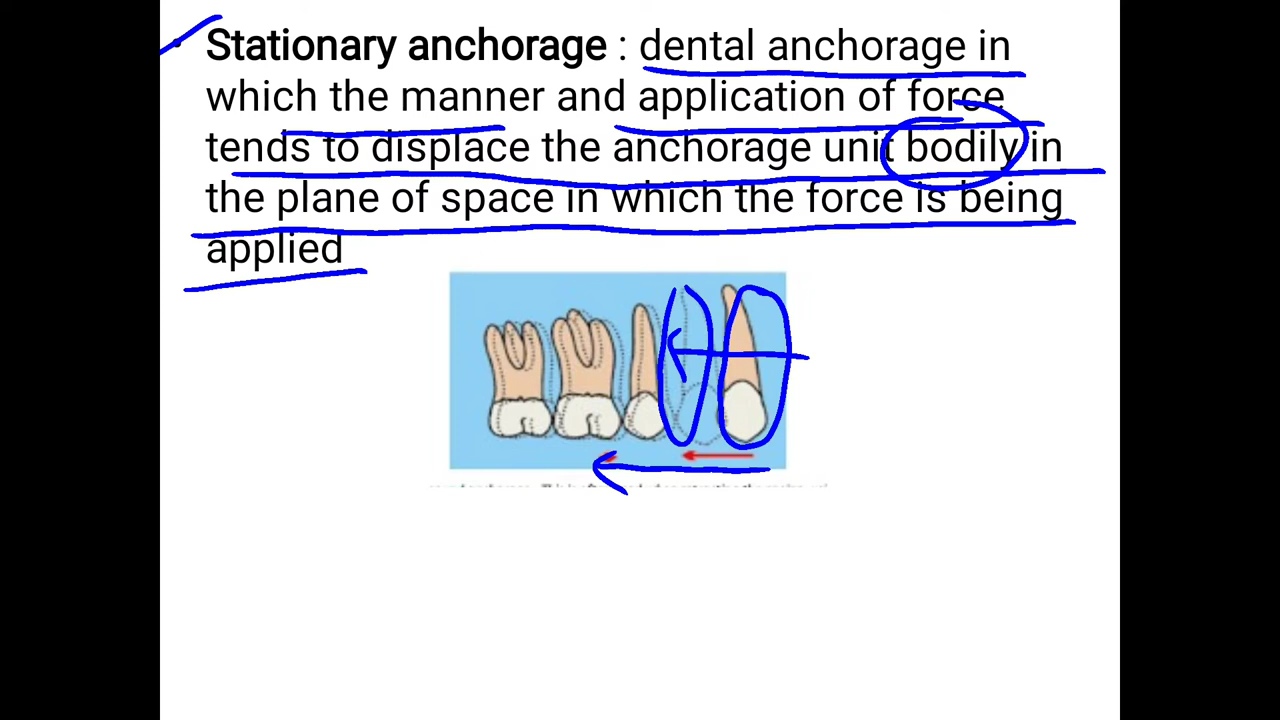 • Stationary anchorage : dental anchorage in
which the manner and application of force
tends to displace the anchorage unit bodily in
the plane of space in which the force is being
applied